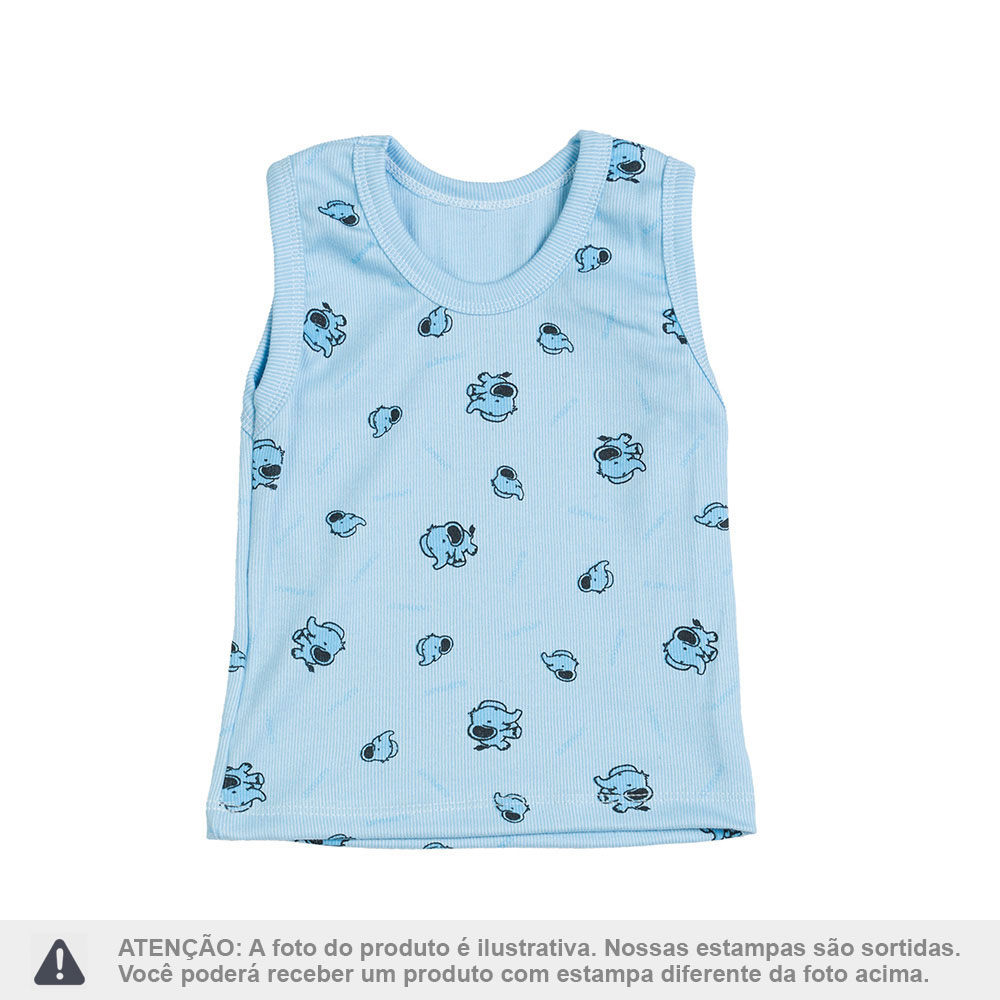 ATENÇÃO: A foto do produto é ilustrativa. Nossas estampas são sortidas.
Você poderá receber um produto com estampa diferente da foto acima.